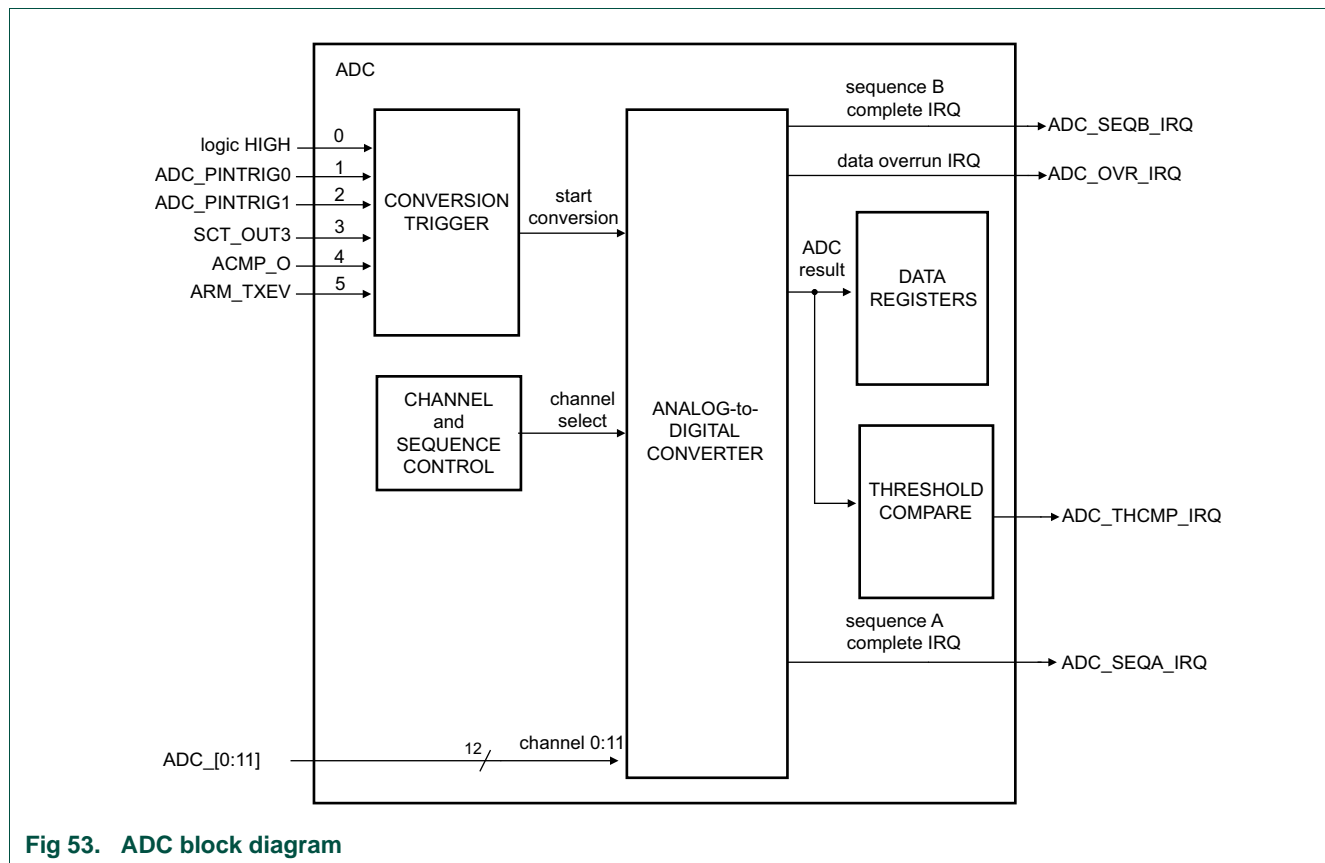 ADC
sequence B
complete IRQ
ADC_SEQB_IRQ
logic HIGH
0
ADC_PINTRIG0
1
ADC_PINTRIG1
2
SCT_OUT3
3
ACMP_O
4
ARM_TXEV
5
CONVERSION
TRIGGER
start
conversion
data overrun IRQ
ADC_OVR_IRQ
ADC
result
DATA
REGISTERS
CHANNEL
and
SEQUENCE
CONTROL
channel
select
ANALOG-to-
DIGITAL
CONVERTER
THRESHOLD
COMPARE
ADC_THCMP_IRQ
sequence A
complete IRQ
ADC_SEQA_IRQ
ADC_[0:11]
12
channel 0:11
Fig 53. ADC block diagram